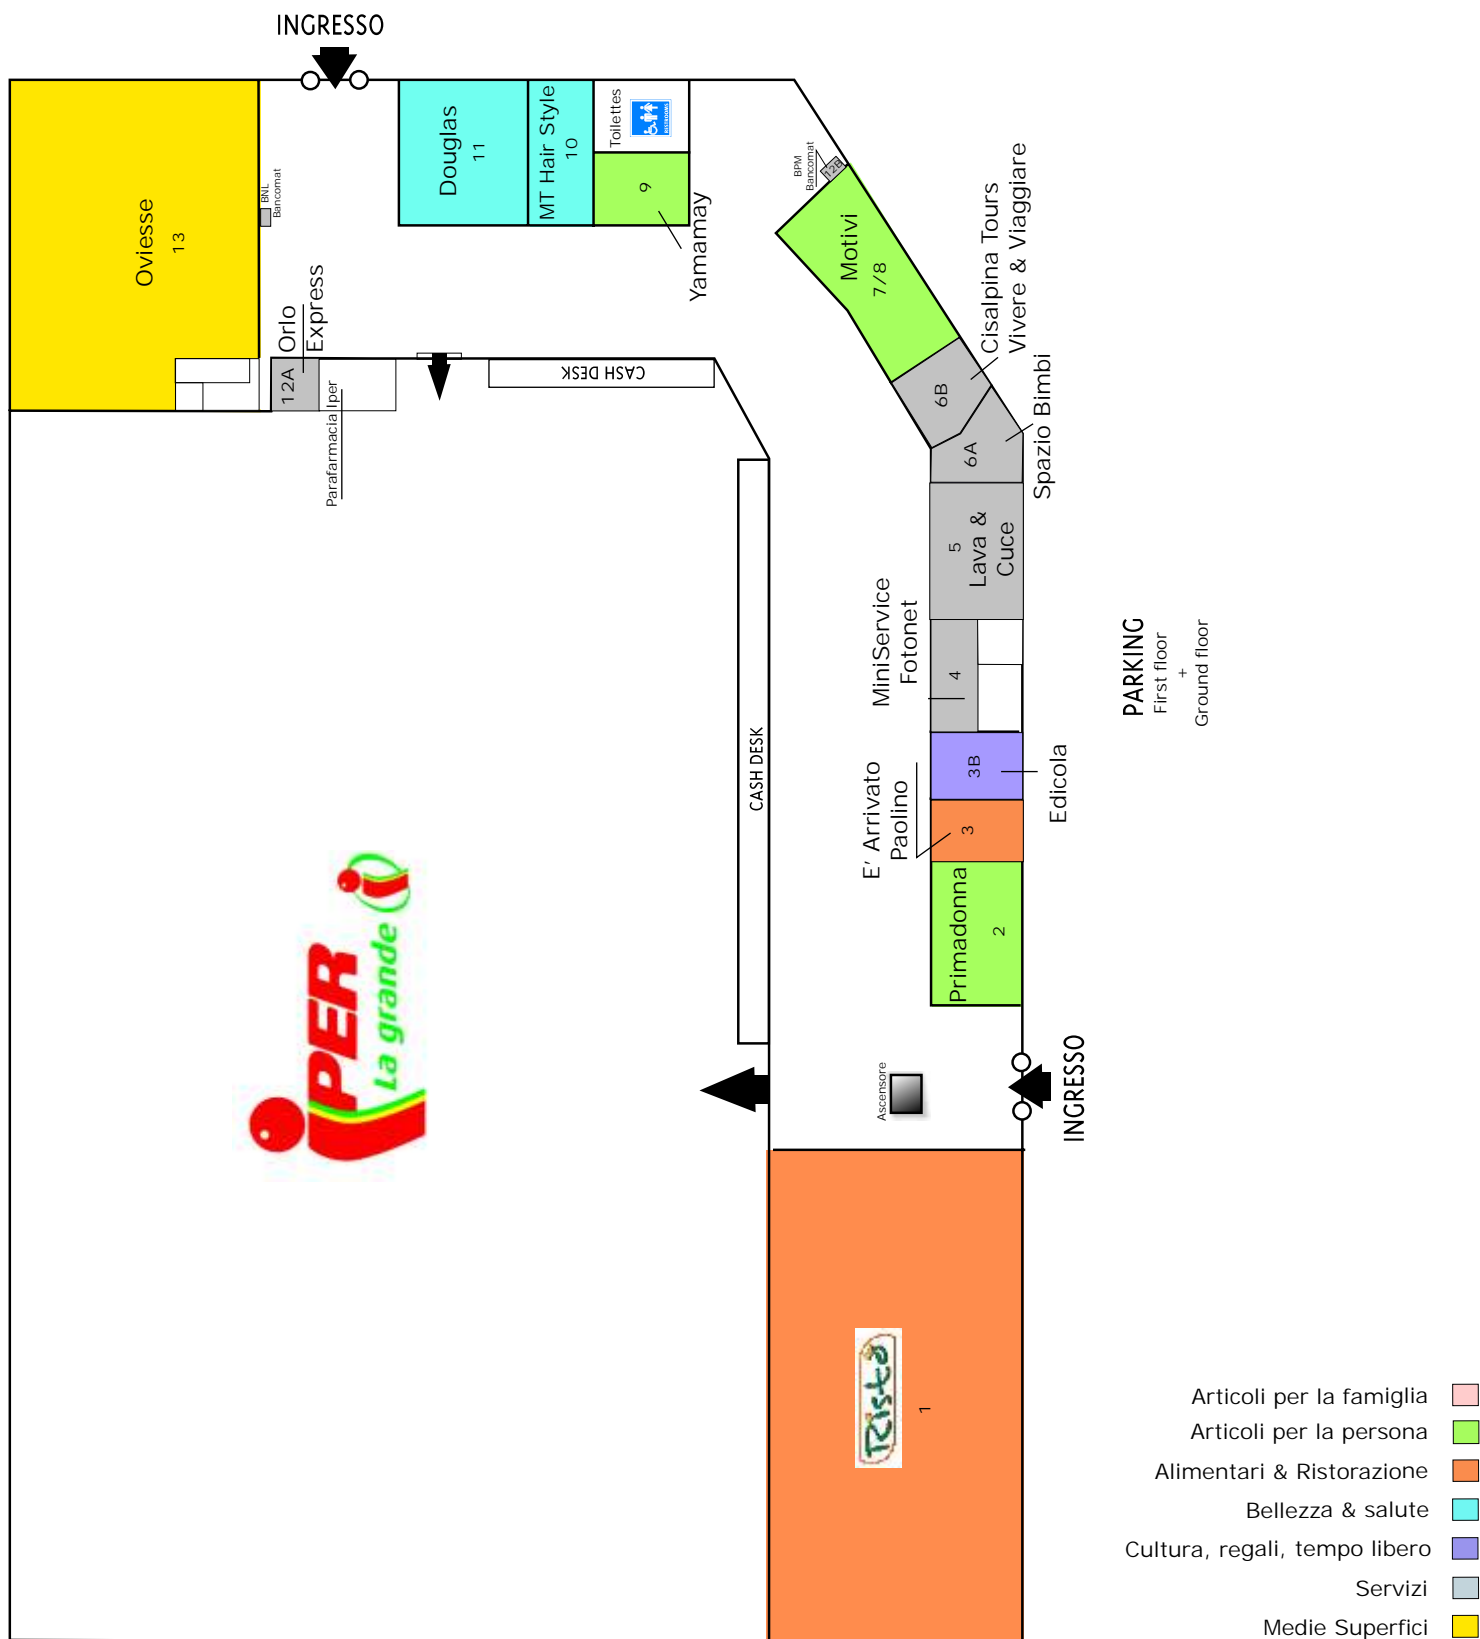 INGRESSO
Oviesse
13
BNL
Bancomat
Douglas
11
MT Hair Style
10
Toilettes
RESTROOMS
9
Yamamay
BPM
Bancomat
12B
Motivi
7/8
Cisalpina Tours
Vivere & Viaggiare
6B
Spazio Bimbi
6A
Orlo
Express
12A
Parafarmacia Iper
CASH DESK
5
Lava &
Cuce
MiniService
Fotonet
4
PARKING
First floor
+
Ground floor
CASH DESK
3B
Edicola
E' Arrivato
Paolino
3
Primadonna
2
IPER
La grande i
Ascensore
INGRESSO
Ristò
1
Articoli per la famiglia
Articoli per la persona
Alimentari & Ristorazione
Bellezza & salute
Cultura, regali, tempo libero
Servizi
Medie Superfici